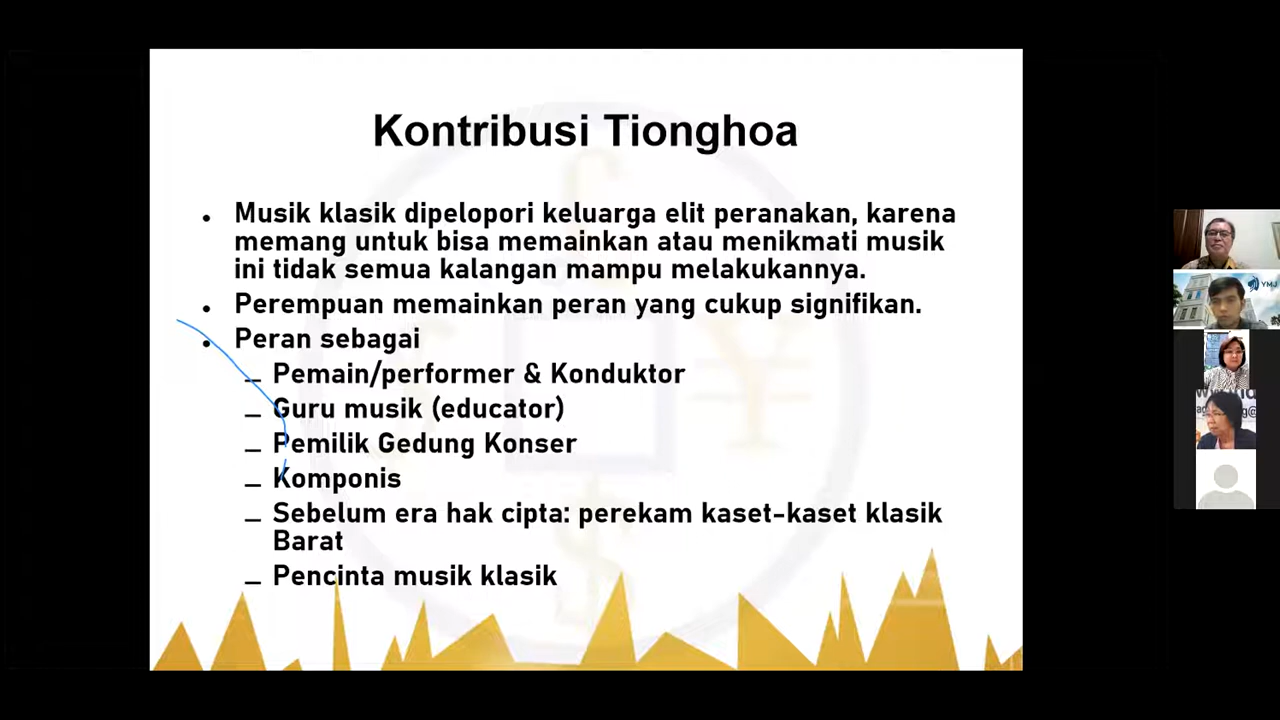 Kontribusi Tionghoa
• Musik klasik dipelopori keluarga elit peranakan, karena
memang untuk bisa memainkan atau menikmati musik
ini tidak semua kalangan mampu melakukannya.
• Perempuan memainkan peran yang cukup signifikan.
• Peran sebagai
– Pemain/performer & Konduktor
– Guru musik (educator)
– Pemilik Gedung Konser
– Komponis
– Sebelum era hak cipta: perekam kaset-kaset klasik
Barat
– Pencinta musik klasik
YMJ